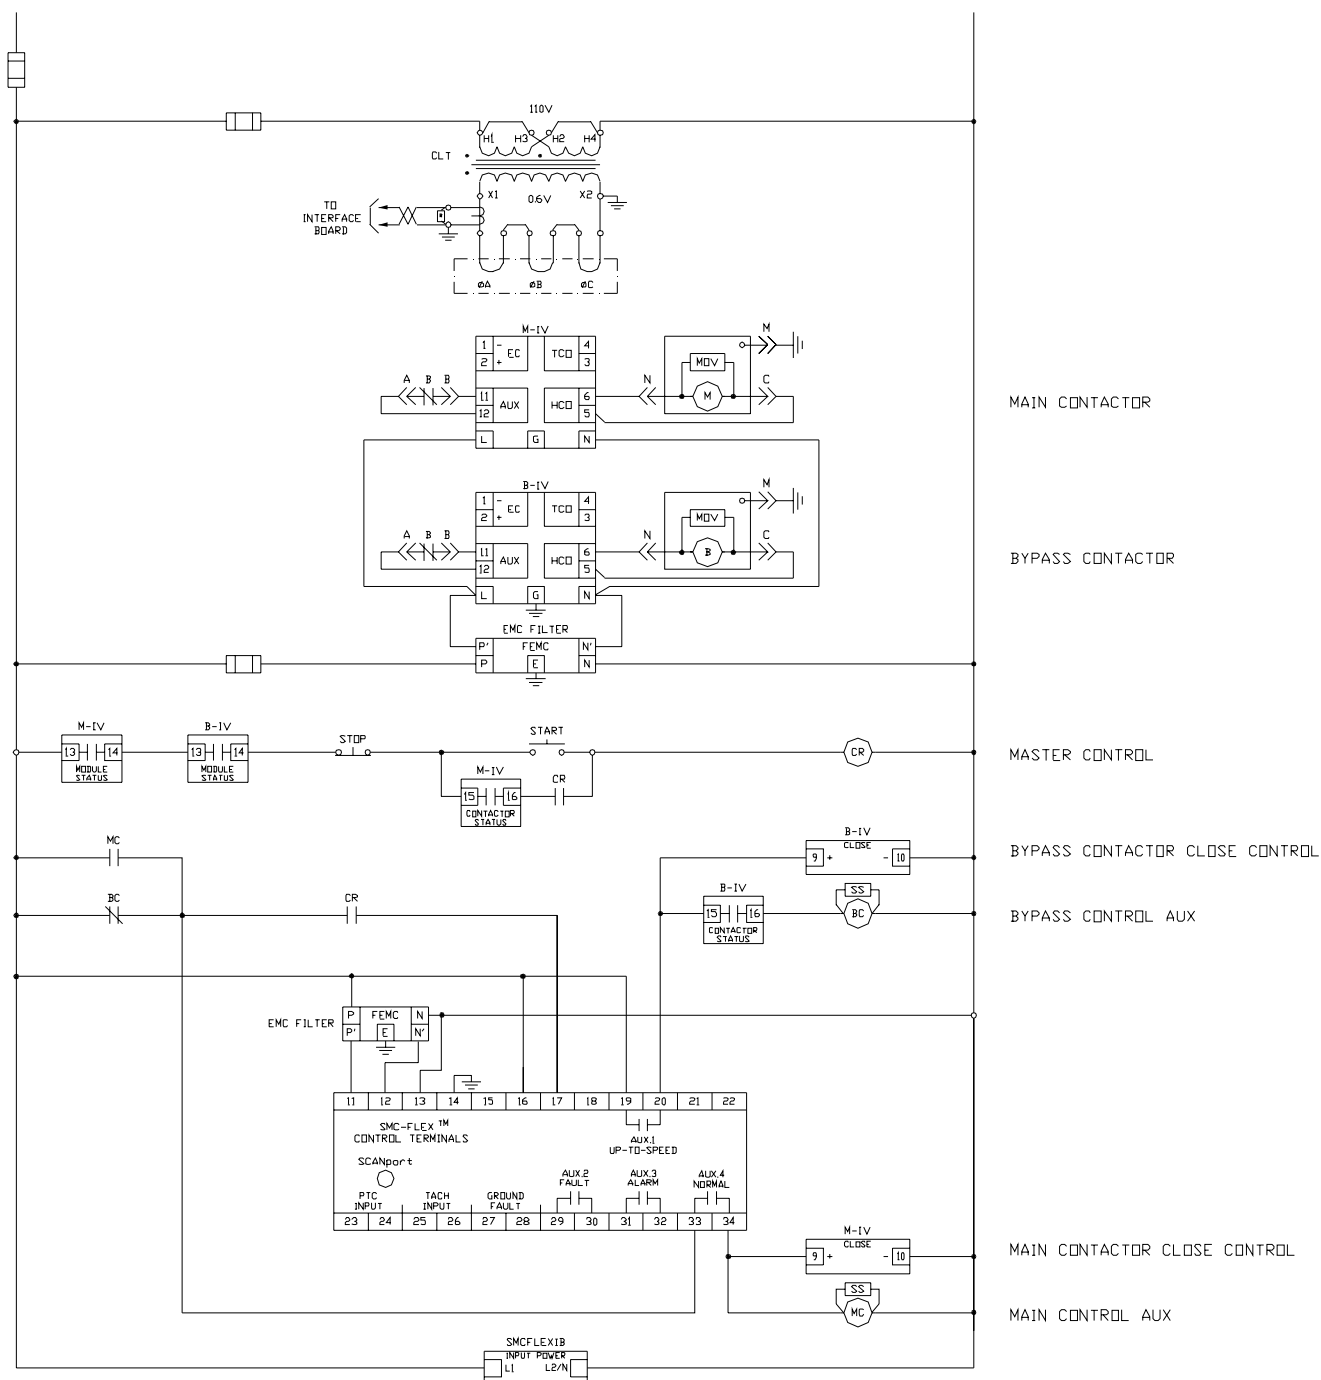 110V
H1 H3 H2 H4
CLT
X1 0.6V X2
TO
INTERFACE
BOARD
ØA ØB ØC
M-IV
1 - EC TCO 4
2 + 3
M
MOV
A B B 11 AUX HCO 6 N M C
12 5
L G N
MAIN CONTACTOR
B-IV
1 - EC TCO 4
2 + 3
M
MOV
A B B 11 AUX HCO 6 N B C
12 5
L G N
BYPASS CONTACTOR
EMC FILTER
P' FEMC N'
P E N
M-IV
13 14
MODULE
STATUS
B-IV
13 14
MODULE
STATUS
STOP
START
CR
MASTER CONTROL
M-IV
15 16
CONTACTOR
STATUS
CR
MC
B-IV
CLOSE
9 + - 10
BYPASS CONTACTOR CLOSE CONTROL
BC
CR
B-IV
15 16
CONTACTOR
STATUS
SS
BC
BYPASS CONTROL AUX
EMC FILTER
P FEMC N
P' E N'
11 12 13 14 15 16 17 18 19 20 21 22
SMC-FLEX TM
CONTROL TERMINALS
AUX.1
UP-TO-SPEED
SCANport
PTC
INPUT
TACH
INPUT
GROUND
FAULT
AUX.2
FAULT
AUX.3
ALARM
AUX.4
NORMAL
23 24 25 26 27 28 29 30 31 32 33 34
M-IV
CLOSE
9 + - 10
MAIN CONTACTOR CLOSE CONTROL
SS
MC
MAIN CONTROL AUX
SMCFLEXIB
INPUT POWER
L1 L2/N